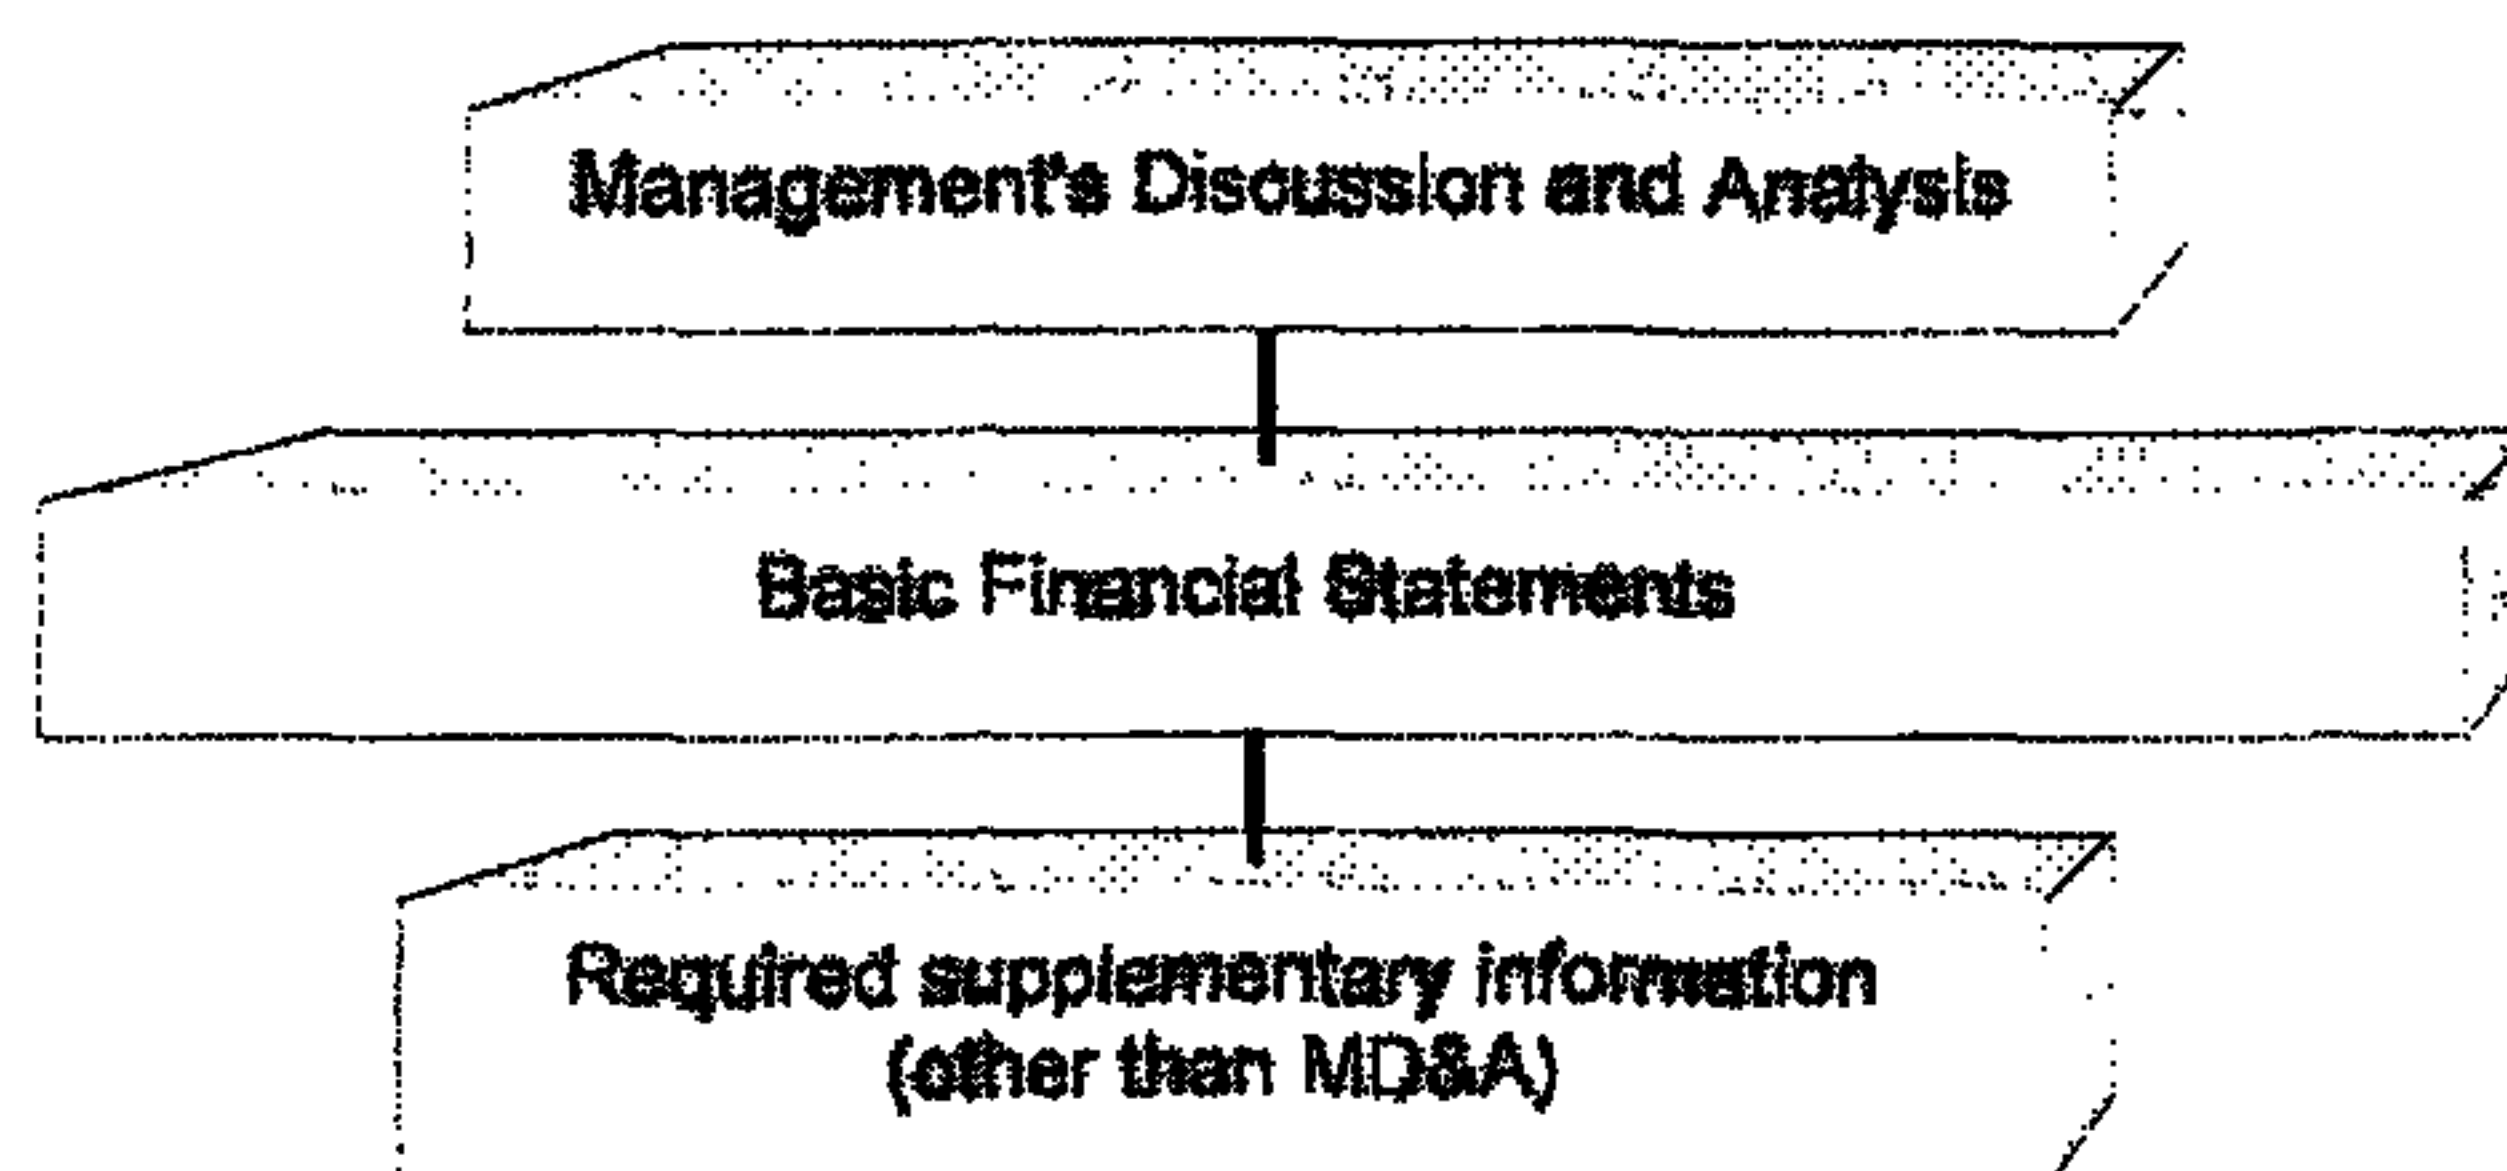 Management's Discussion and Analysis
Basic Financial Statements
Required supplementary information
(other than MD&A)